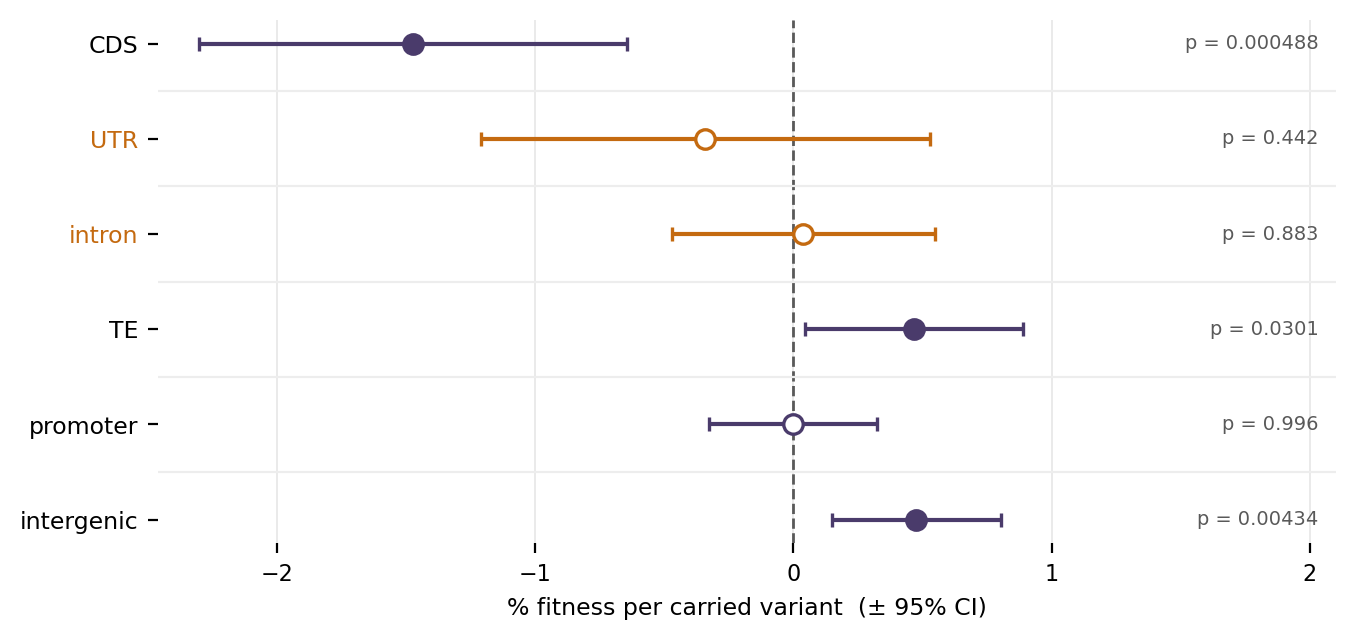 CDS p = 0.000488
UTR p = 0.442
intron p = 0.883
TE p = 0.0301
promoter p = 0.996
intergenic p = 0.00434
−2 −1 0 1 2
% fitness per carried variant (± 95% CI)